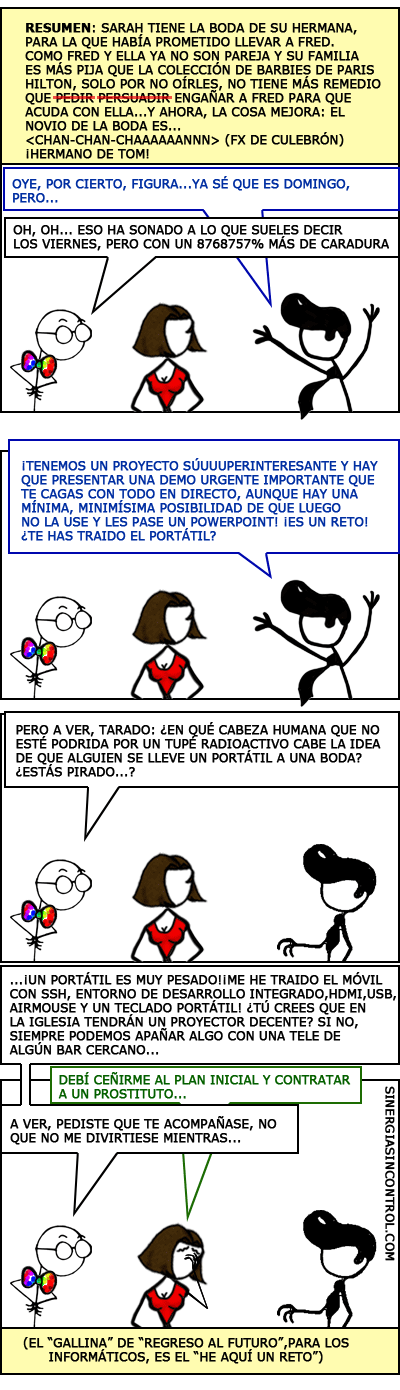 RESUMEN: SARAH TIENE LA BODA DE SU HERMANA,
PARA LA QUE HABÍA PROMETIDO LLEVAR A FRED.
COMO FRED Y ELLA YA NO SON PAREJA Y SU FAMILIA
ES MÁS PIJA QUE LA COLECCIÓN DE BARBIES DE PARIS
HILTON, SOLO POR NO OÍRLES, NO TIENE MÁS REMEDIO
QUE PEDIR PERSUADIR ENGAÑAR A FRED PARA QUE
ACUDA CON ELLA...Y AHORA, LA COSA MEJORA: EL
NOVIO DE LA BODA ES...
<CHAN-CHAN-CHAAAAAANNN> (FX DE CULEBRÓN)
¡HERMANO DE TOM!
OYE, POR CIERTO, FIGURA...YA SÉ QUE ES DOMINGO,
PERO...
OH, OH... ESO HA SONADO A LO QUE SUELES DECIR
LOS VIERNES, PERO CON UN 8768757% MÁS DE CARADURA
¡TENEMOS UN PROYECTO SÚUUUPERINTERESANTE Y HAY
QUE PRESENTAR UNA DEMO URGENTE IMPORTANTE QUE
TE CAGAS CON TODO EN DIRECTO, AUNQUE HAY UNA
MÍNIMA, MINIMÍSIMA POSIBILIDAD DE QUE LUEGO
NO LA USE Y LES PASE UN POWERPOINT! ¡ES UN RETO!
¿TE HAS TRAIDO EL PORTÁTIL?
PERO A VER, TARADO: ¿EN QUÉ CABEZA HUMANA QUE NO
ESTÉ PODRIDA POR UN TUPÉ RADIOACTIVO CABE LA IDEA
DE QUE ALGUIEN SE LLEVE UN PORTÁTIL A UNA BODA?
¿ESTÁS PIRADO...?
...¡UN PORTÁTIL ES MUY PESADO!¡ME HE TRAIDO EL MÓVIL
CON SSH, ENTORNO DE DESARROLLO INTEGRADO,HDMI,USB,
AIRMOUSE Y UN TECLADO PORTÁTIL! ¿TÚ CREES QUE EN
LA IGLESIA TENDRÁN UN PROYECTOR DECENTE? SI NO,
SIEMPRE PODEMOS APAÑAR ALGO CON UNA TELE DE
ALGÚN BAR CERCANO...
DEBÍ CEÑIRME AL PLAN INICIAL Y CONTRATAR
A UN PROSTITUTO...
A VER, PEDISTE QUE TE ACOMPAÑASE, NO
QUE NO ME DIVIRTIESE MIENTRAS...
SINERGIASINCONTROL.COM
(EL "GALLINA" DE "REGRESO AL FUTURO",PARA LOS
INFORMÁTICOS, ES EL "HE AQUÍ UN RETO")